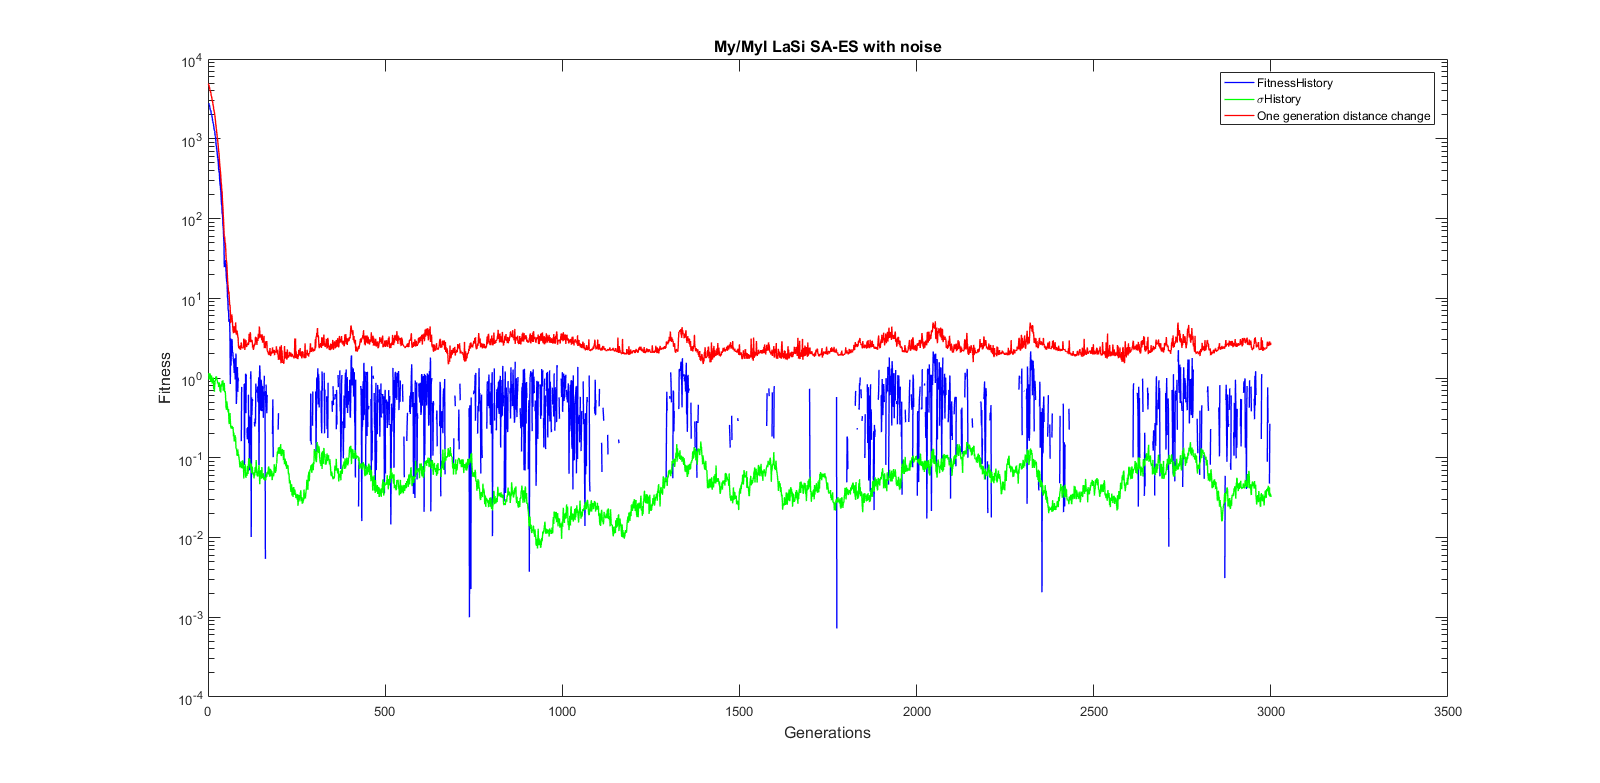 My/MyI LaSi SA-ES with noise
FitnessHistory
σHistory
One generation distance change
Fitness
10^4
10^3
10^2
10^1
10^0
10^-1
10^-2
10^-3
10^-4
0 500 1000 1500 2000 2500 3000 3500
Generations